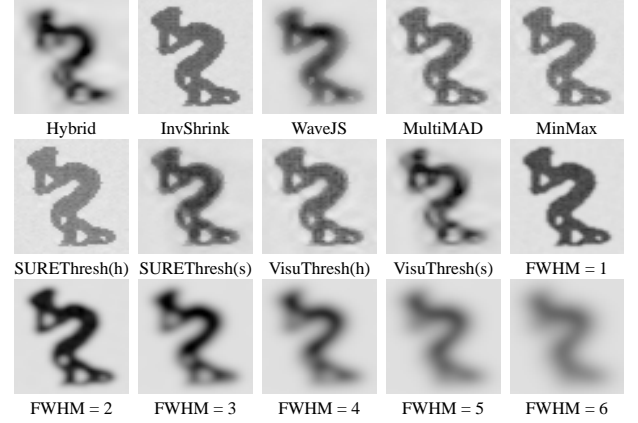 Hybrid InvShrink WaveJS MultiMAD MinMax
SUREThresh(h) SUREThresh(s) VisuThresh(h) VisuThresh(s) FWHM = 1
FWHM = 2 FWHM = 3 FWHM = 4 FWHM = 5 FWHM = 6